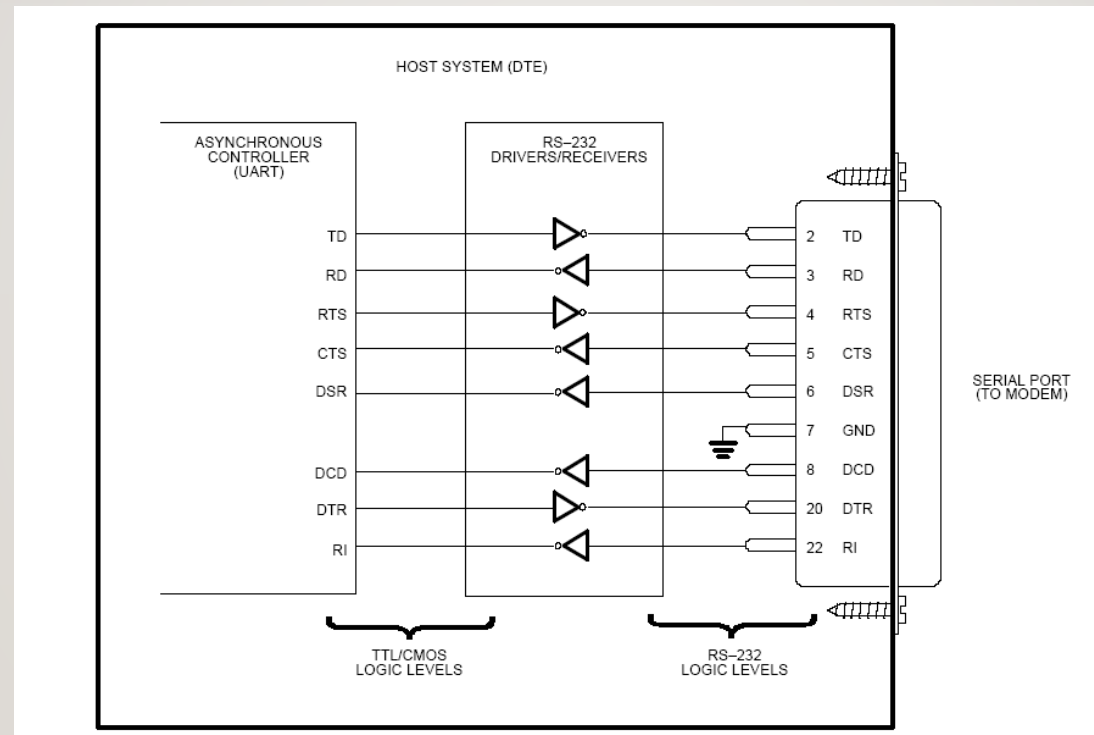 HOST SYSTEM (DTE)
ASYNCHRONOUS
CONTROLLER
(UART)
RS–232
DRIVERS/RECEIVERS
TD
2 TD
RD
3 RD
RTS
4 RTS
CTS
5 CTS
DSR
6 DSR
7 GND
DCD
8 DCD
DTR
20 DTR
RI
22 RI
SERIAL PORT
(TO MODEM)
TTL/CMOS
LOGIC LEVELS
RS–232
LOGIC LEVELS